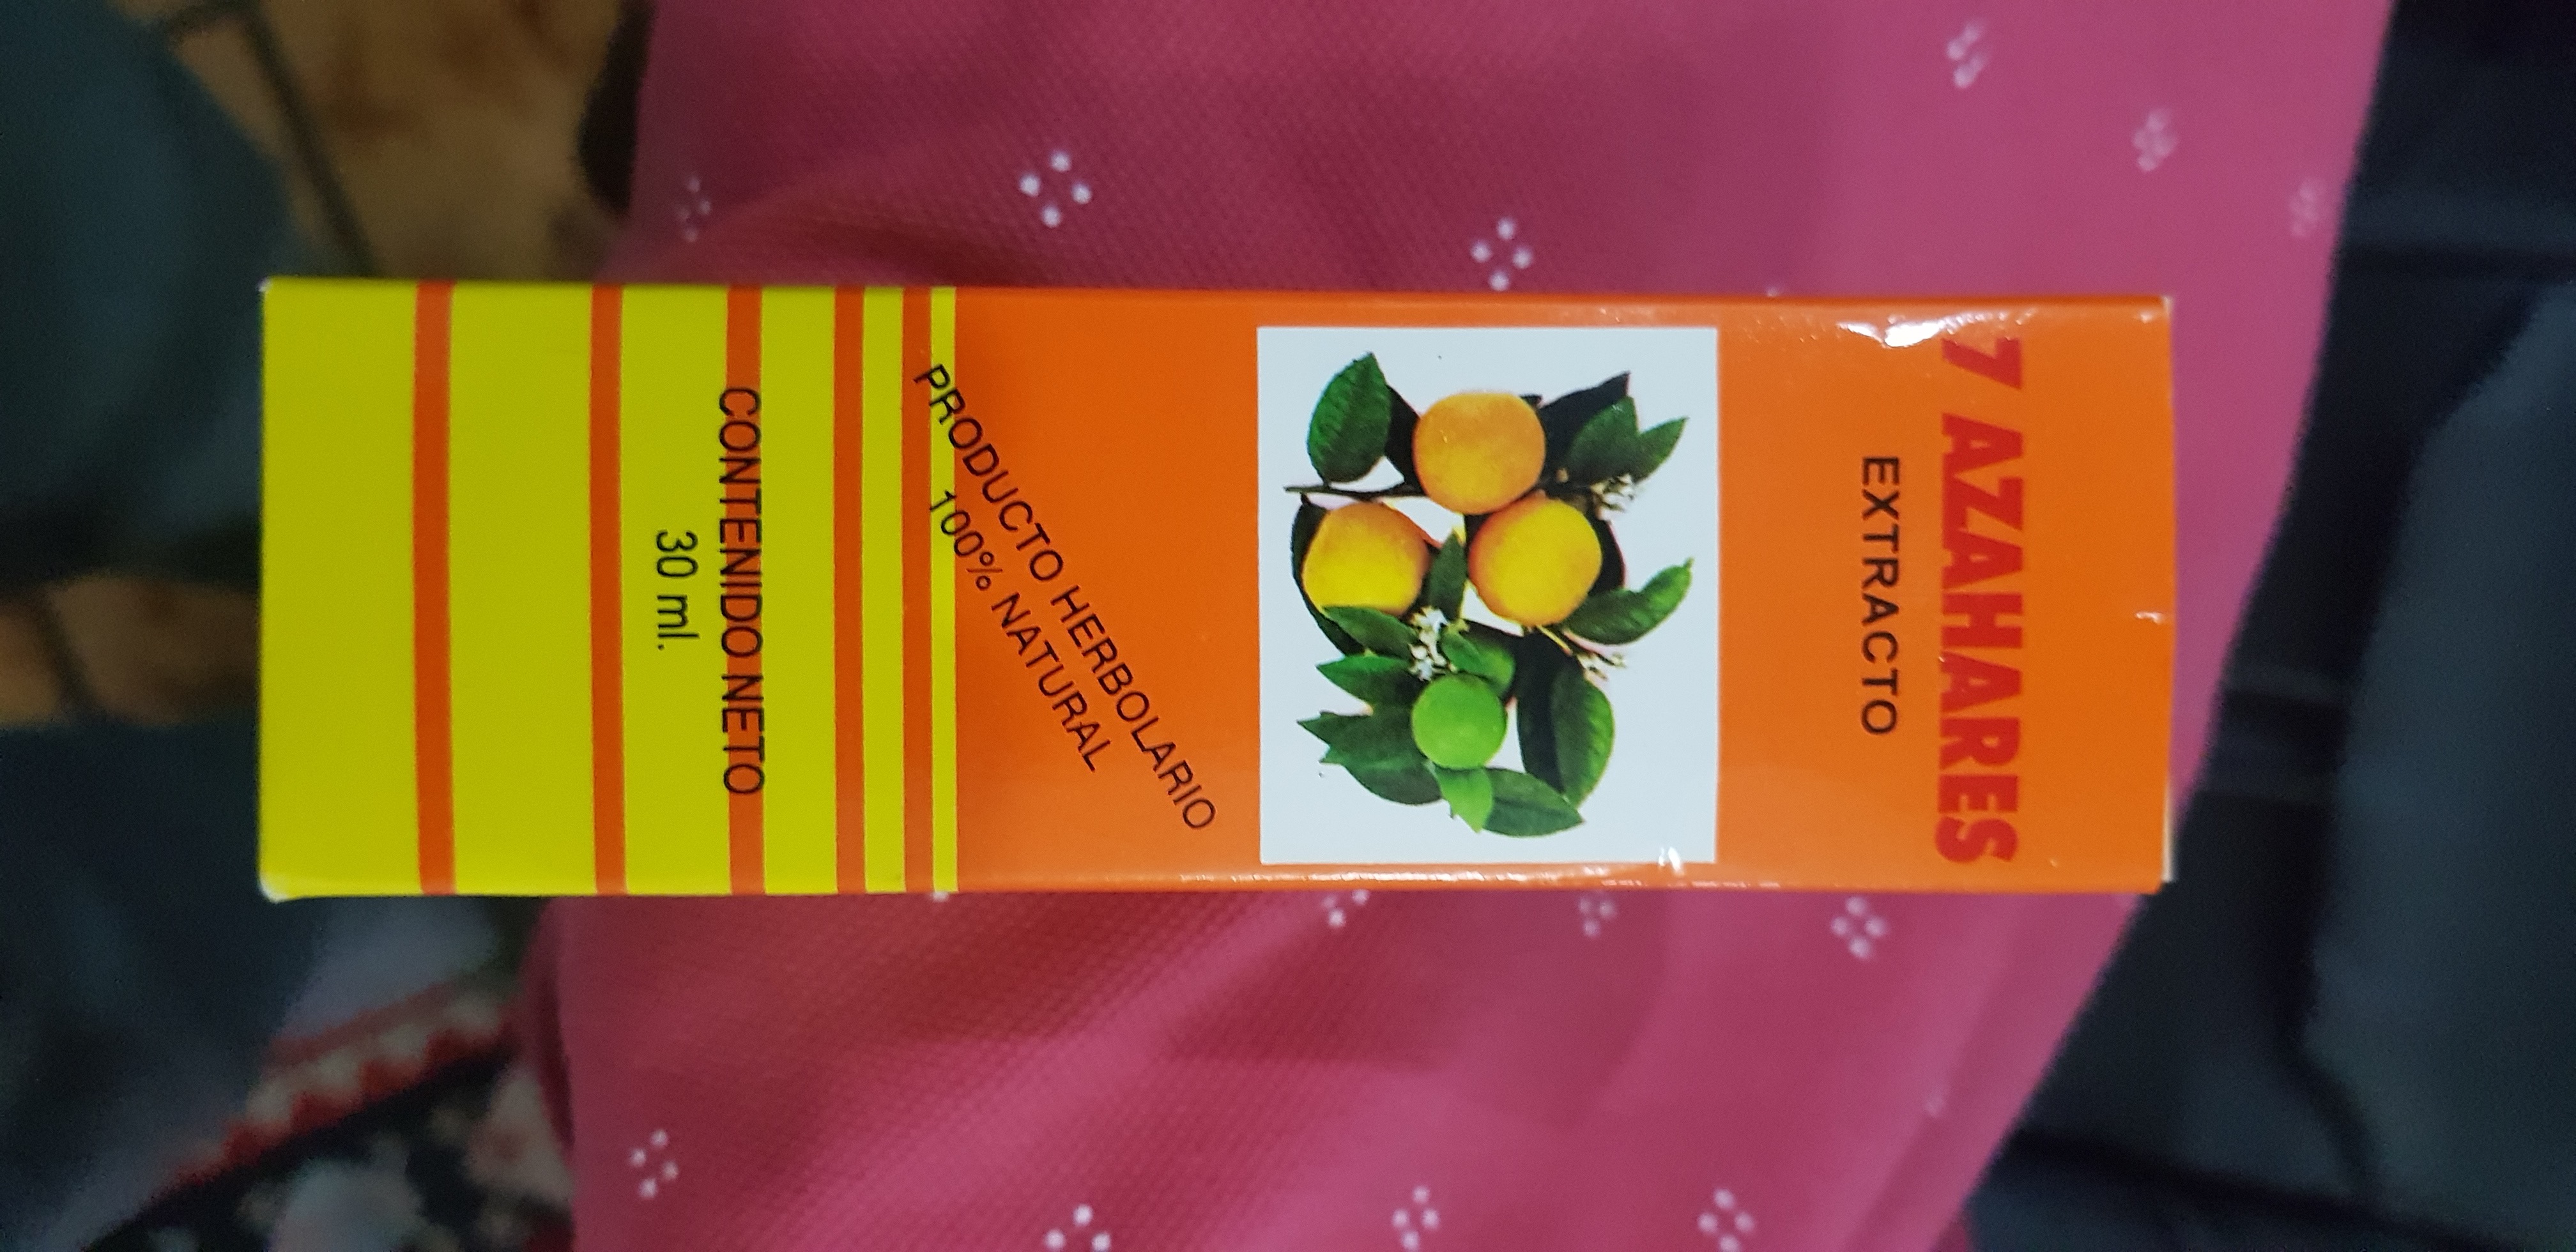 7 AZAHARES
EXTRACTO
PRODUCTO HERBOLARIO
100% NATURAL
CONTENIDO NETO
30 ml.